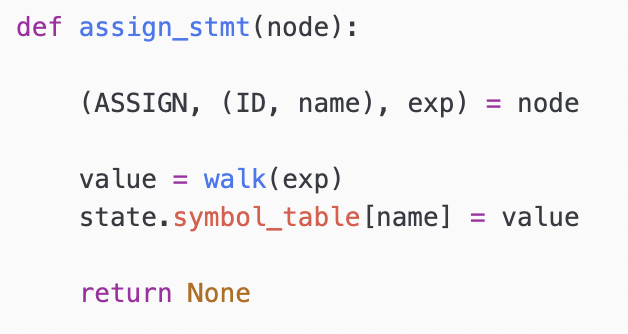 def assign_stmt(node):
(ASSIGN, (ID, name), exp) = node
value = walk(exp)
state.symbol_table[name] = value
return None